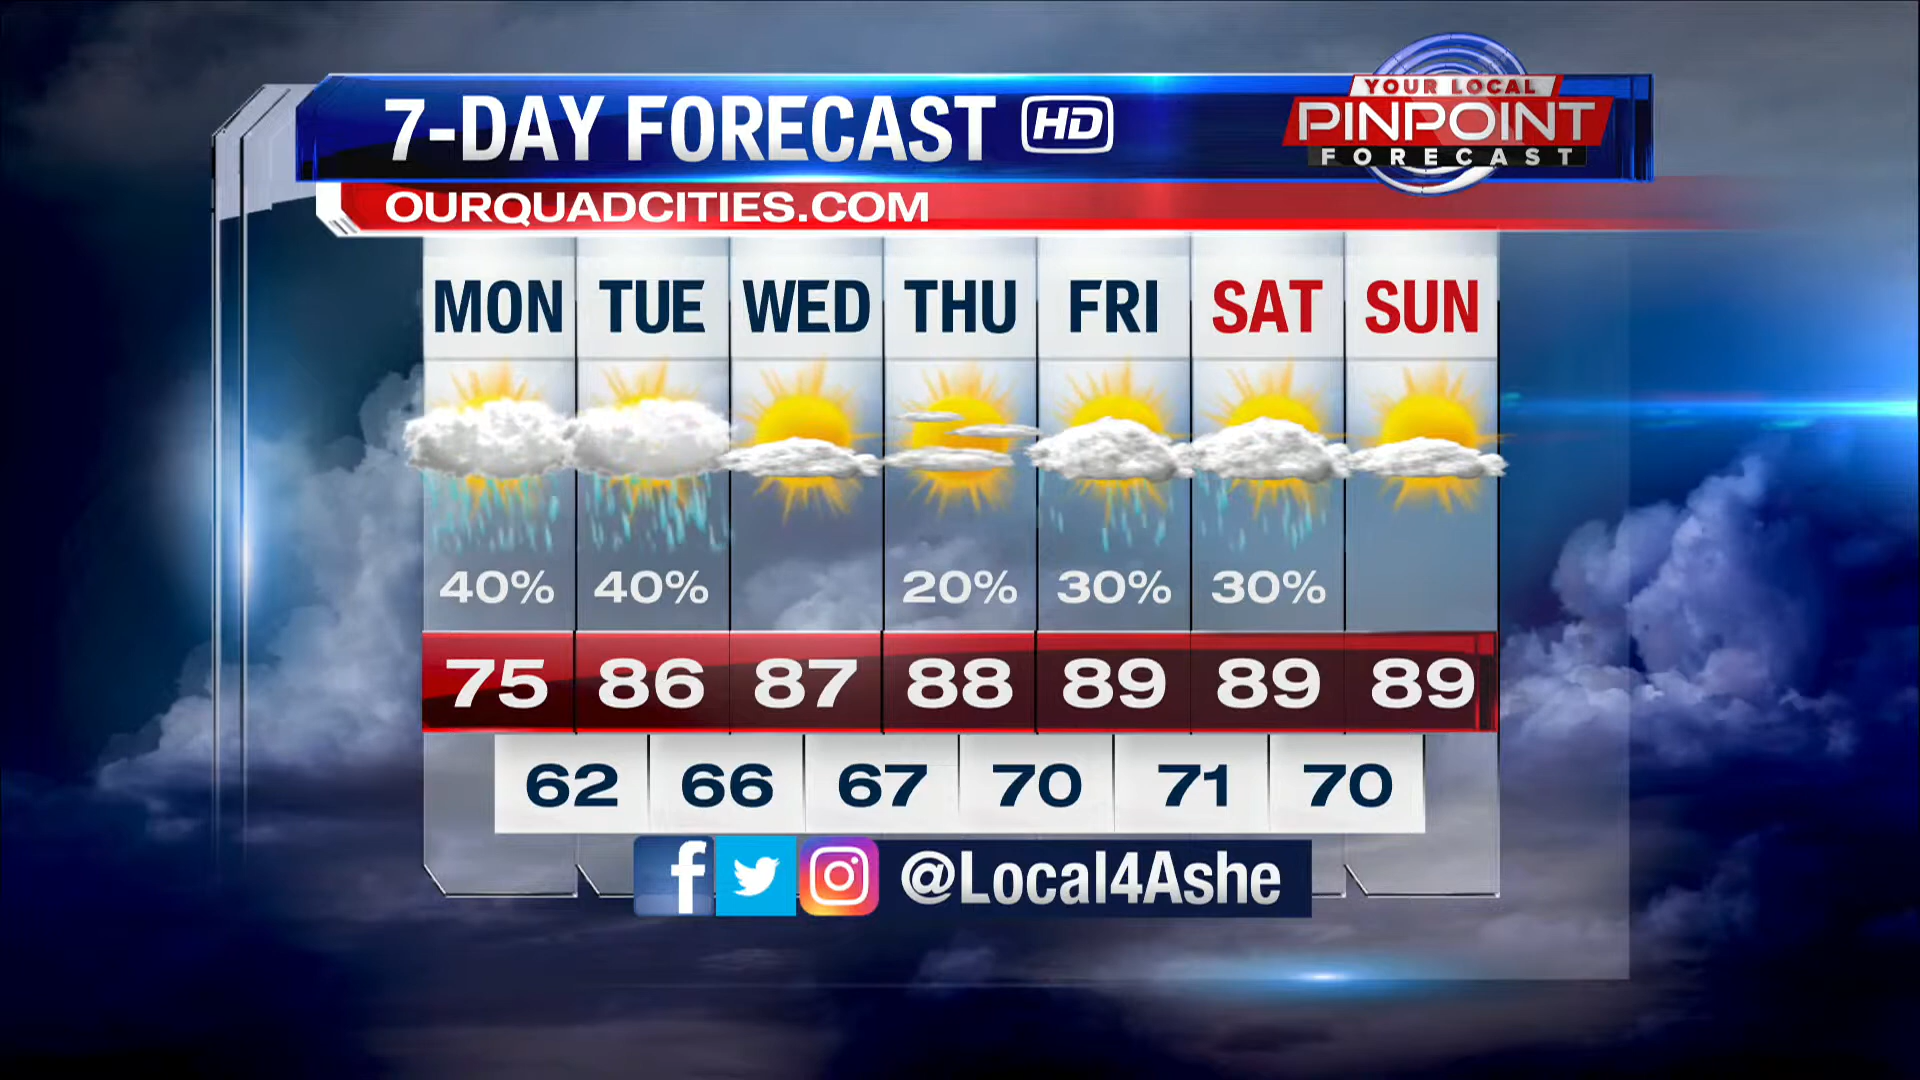 7-DAY FORECAST HD
YOUR LOCAL
PINPOINT
FORECAST
OURQUADCITIES.COM
MON TUE WED THU FRI SAT SUN
40% 40% 20% 30% 30%
75 86 87 88 89 89 89
62 66 67 70 71 70
f @Local4Ashe